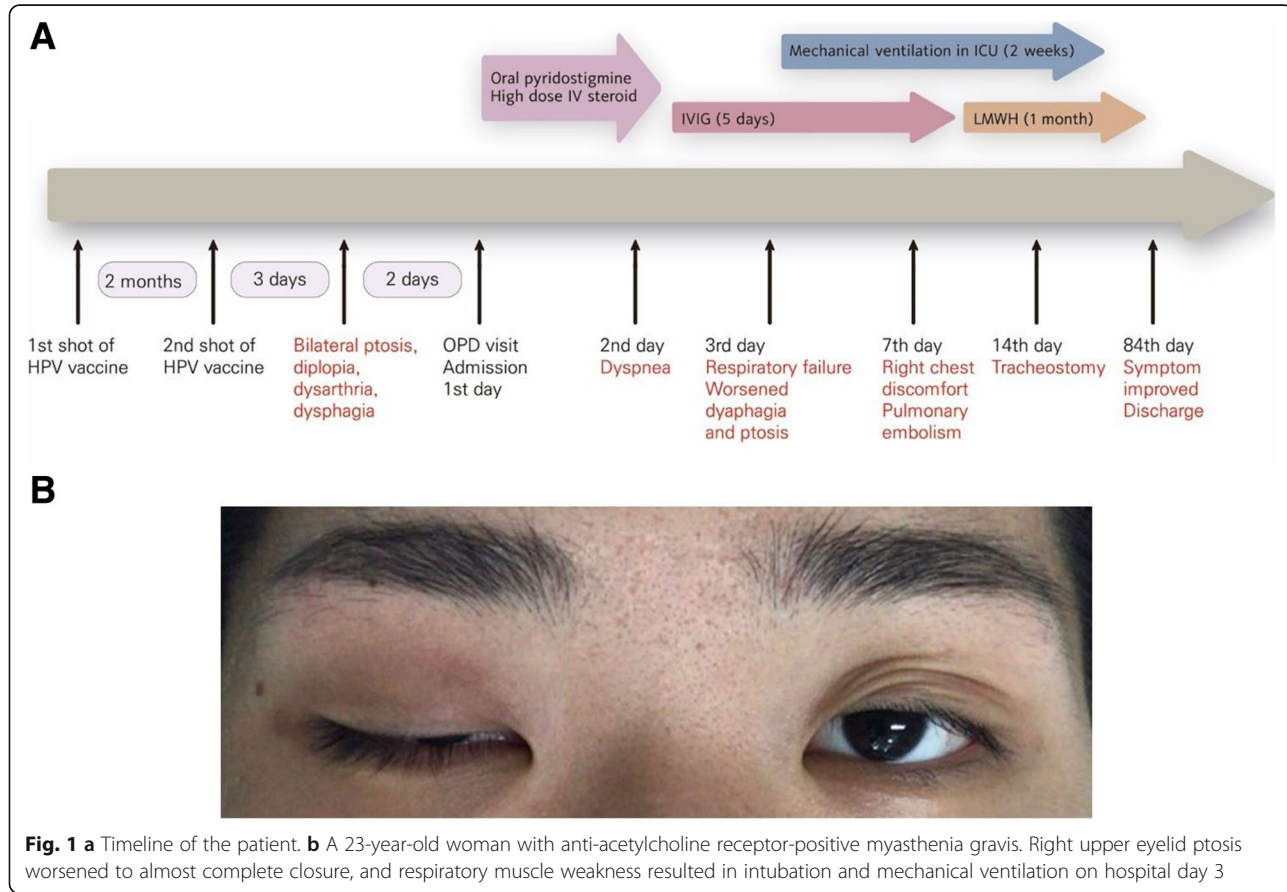 A
Oral pyridostigmine
High dose IV steroid
Mechanical ventilation in ICU (2 weeks)
IVIG (5 days)
LMWH (1 month)
2 months
3 days
2 days
1st shot of
HPV vaccine
2nd shot of
HPV vaccine
Bilateral ptosis,
diplopia,
dysarthria,
dysphagia
OPD visit
Admission
1st day
2nd day
Dyspnea
3rd day
Respiratory failure
Worsened
dyaphagia
and ptosis
7th day
Right chest
discomfort
Pulmonary
embolism
14th day
Tracheostomy
84th day
Symptom
improved
Discharge
B
Fig. 1 a Timeline of the patient. b A 23-year-old woman with anti-acetylcholine receptor-positive myasthenia gravis. Right upper eyelid ptosis
worsened to almost complete closure, and respiratory muscle weakness resulted in intubation and mechanical ventilation on hospital day 3